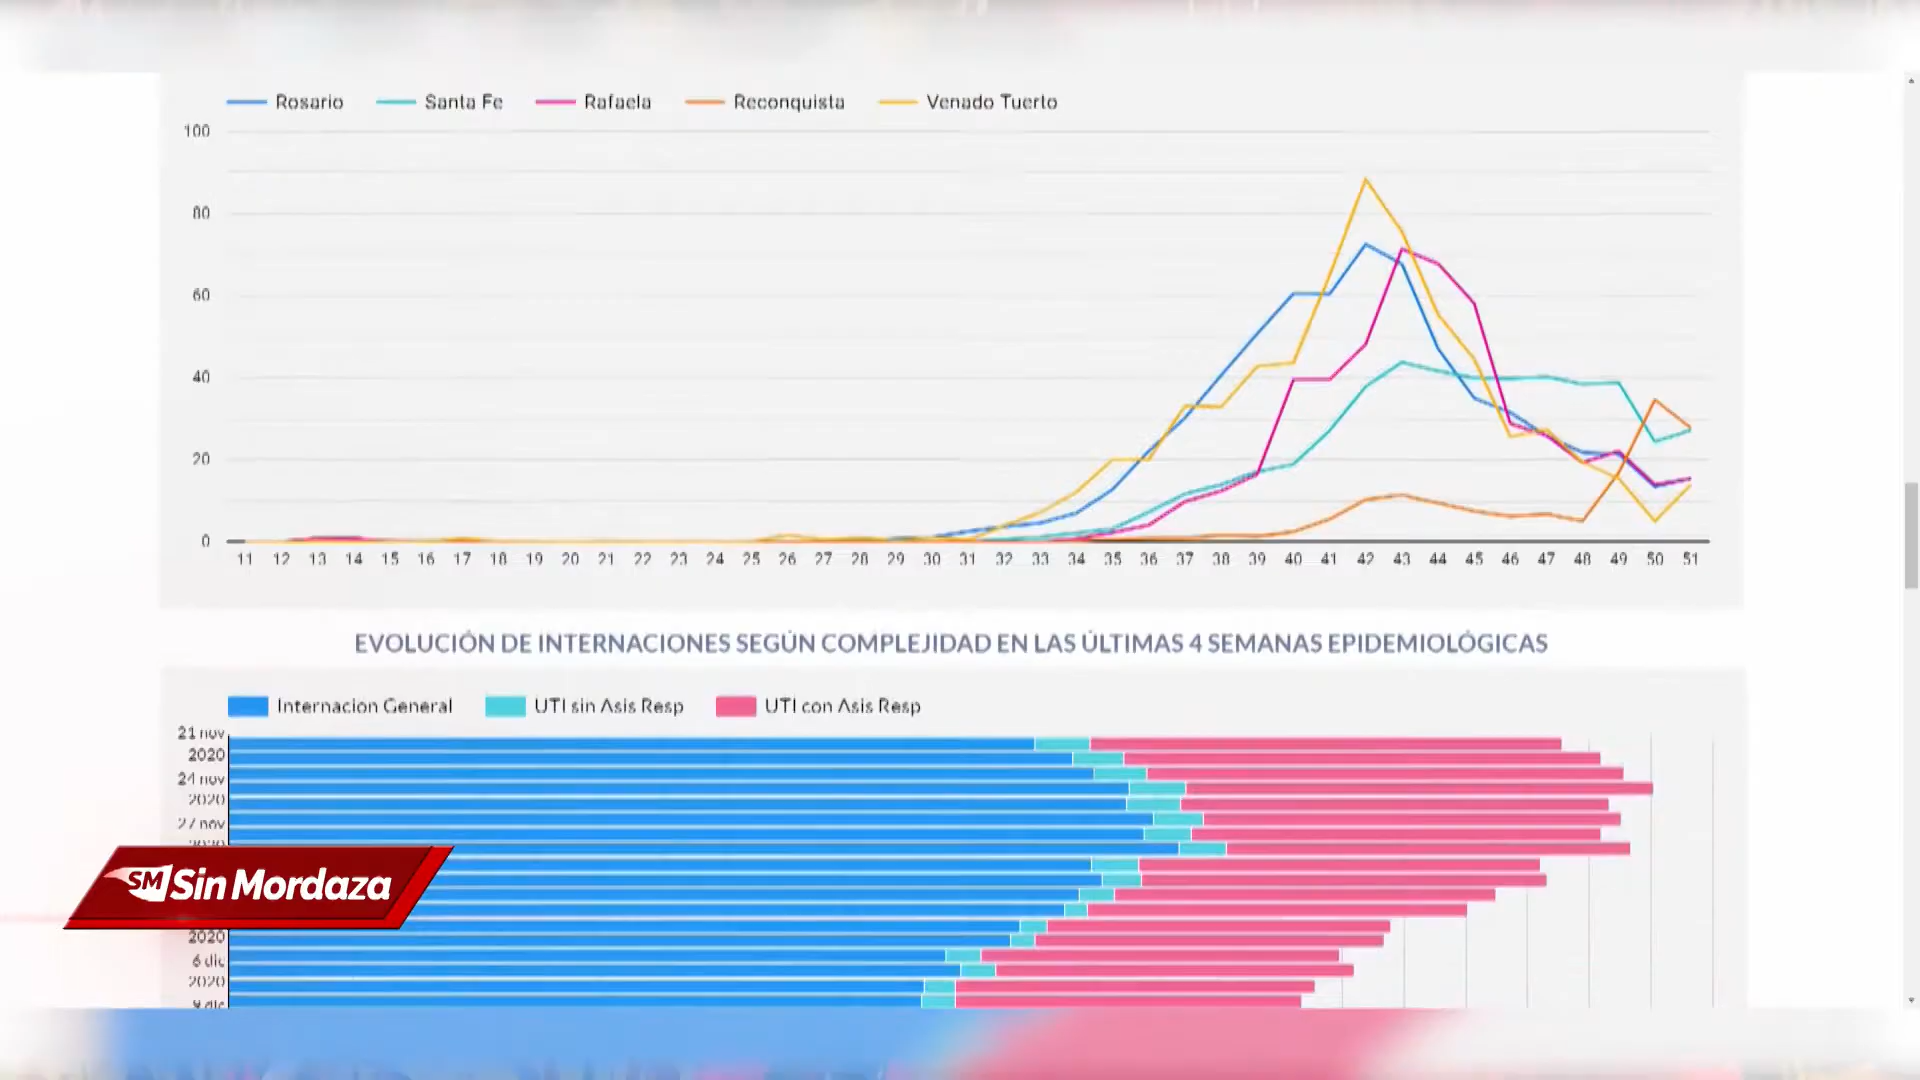 Rosario Santa Fe Rafaela Reconquista Venado Tuerto
100
80
60
40
20
0
11 12 13 14 15 16 17 18 19 20 21 22 23 24 25 26 27 28 29 30 31 32 33 34 35 36 37 38 39 40 41 42 43 44 45 46 47 48 49 50 51
EVOLUCIÓN DE INTERNACIONES SEGÚN COMPLEJIDAD EN LAS ÚLTIMAS 4 SEMANAS EPIDEMIOLÓGICAS
Internacion General UTI sin Asis Resp UTI con Asis Resp
21 nov
2020
24 nov
2020
27 nov
SM Sin Mordaza
2020
6 dic
2020